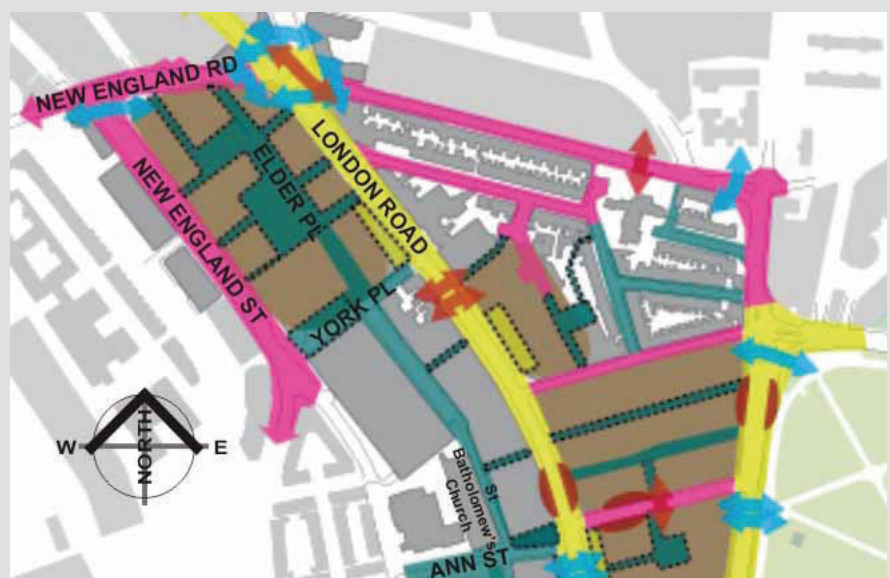 NEW ENGLAND RD
LONDON ROAD
ELDER PL
NEW ENGLAND ST
YORK PL
W
NORTH
E
St
Batholomew's
Church
ANN ST